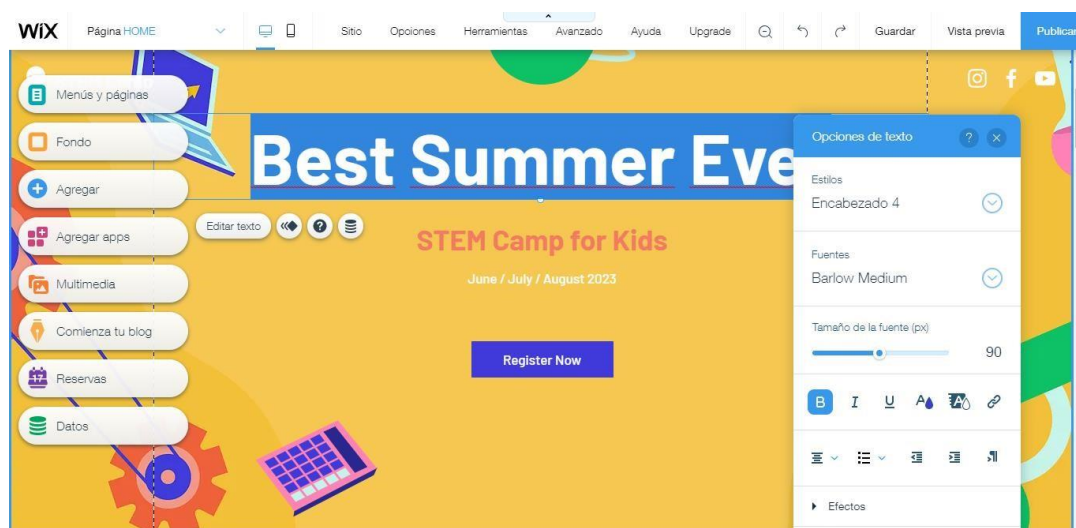 WiX Página HOME Sitio Opciones Herramientas Avanzado Ayuda Upgrade Guardar Vista previa Publicar
Menús y páginas
Fondo
Agregar
Agregar apps
Multimedia
Comienza tu blog
Reservas
17
Datos
Best Summer Eve
Editar texto
STEM Camp for Kids
June / July / August 2023
Register Now
Opciones de texto ? ×
Estilos
Encabezado 4
Fuentes
Barlow Medium
Tamaño de la fuente (px)
90
B I U A A
Efectos